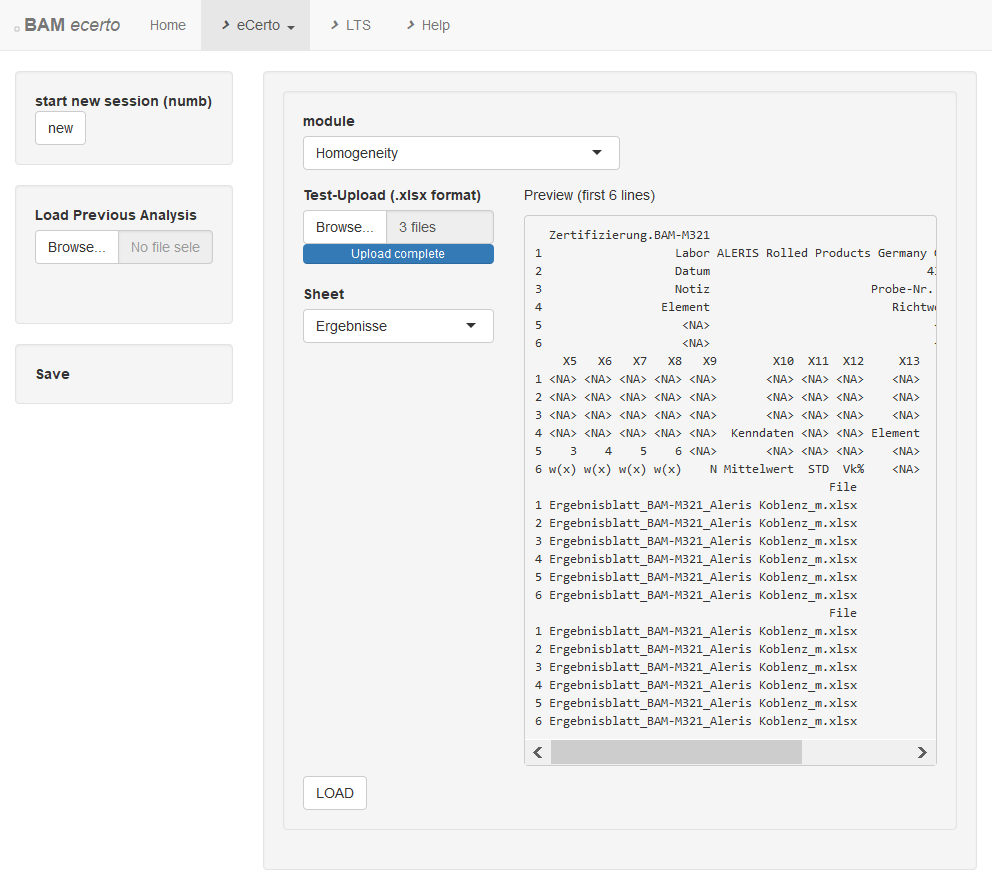 BAM ecerto Home eCerto LTS Help
start new session (numb)
new
Load Previous Analysis
Browse... No file sele
Save
module
Homogeneity
Test-Upload (.xlsx format)
Browse... 3 files
Upload complete
Sheet
Ergebnisse
Preview (first 6 lines)
Zertifizierung.BAM-M321
1 Labor ALERIS Rolled Products Germany
2 Datum
3 Notiz Probe-Nr.
4 Element
5 <NA>
6 <NA>
X5 X6 X7 X8 X9 X10 X11 X12 X13
1 <NA> <NA> <NA> <NA> <NA> <NA> <NA> <NA> <NA>
2 <NA> <NA> <NA> <NA> <NA> <NA> <NA> <NA> <NA>
3 <NA> <NA> <NA> <NA> <NA> <NA> <NA> <NA> <NA>
4 <NA> <NA> <NA> <NA> <NA> Kenndaten <NA> <NA> Element
5 3 4 5 6 <NA> <NA> <NA> <NA> <NA>
6 w(x) w(x) w(x) w(x) N Mittelwert STD Vk% <NA>
File
1 Ergebnisblatt_BAM-M321_Aleris Koblenz_m.xlsx
2 Ergebnisblatt_BAM-M321_Aleris Koblenz_m.xlsx
3 Ergebnisblatt_BAM-M321_Aleris Koblenz_m.xlsx
4 Ergebnisblatt_BAM-M321_Aleris Koblenz_m.xlsx
5 Ergebnisblatt_BAM-M321_Aleris Koblenz_m.xlsx
6 Ergebnisblatt_BAM-M321_Aleris Koblenz_m.xlsx
File
1 Ergebnisblatt_BAM-M321_Aleris Koblenz_m.xlsx
2 Ergebnisblatt_BAM-M321_Aleris Koblenz_m.xlsx
3 Ergebnisblatt_BAM-M321_Aleris Koblenz_m.xlsx
4 Ergebnisblatt_BAM-M321_Aleris Koblenz_m.xlsx
5 Ergebnisblatt_BAM-M321_Aleris Koblenz_m.xlsx
6 Ergebnisblatt_BAM-M321_Aleris Koblenz_m.xlsx
LOAD